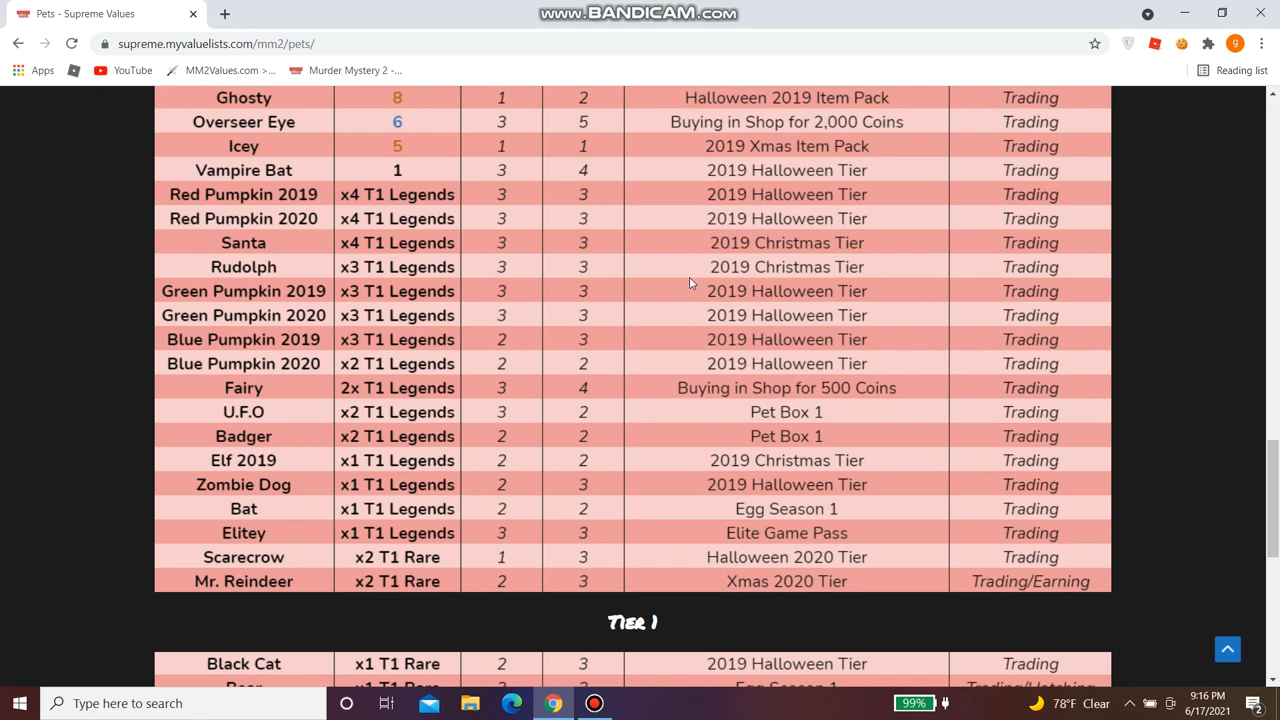 www.BANDICAM.com
Pets - Supreme Values
supreme.myvaluelists.com/mm2/pets/
9
Apps YouTube MM2Values.com >... Murder Mystery 2 -... Reading list
Ghosty 8 1 2 Halloween 2019 Item Pack Trading
Overseer Eye 6 3 5 Buying in Shop for 2,000 Coins Trading
Icey 5 1 1 2019 Xmas Item Pack Trading
Vampire Bat 1 3 4 2019 Halloween Tier Trading
Red Pumpkin 2019 x4 T1 Legends 3 3 2019 Halloween Tier Trading
Red Pumpkin 2020 x4 T1 Legends 3 3 2019 Halloween Tier Trading
Santa x4 T1 Legends 3 3 2019 Christmas Tier Trading
Rudolph x3 T1 Legends 3 3 2019 Christmas Tier Trading
Green Pumpkin 2019 x3 T1 Legends 3 3 2019 Halloween Tier Trading
Green Pumpkin 2020 x3 T1 Legends 3 3 2019 Halloween Tier Trading
Blue Pumpkin 2019 x3 T1 Legends 2 3 2019 Halloween Tier Trading
Blue Pumpkin 2020 x2 T1 Legends 2 2 2019 Halloween Tier Trading
Fairy 2x T1 Legends 3 4 Buying in Shop for 500 Coins Trading
U.F.O x2 T1 Legends 3 2 Pet Box 1 Trading
Badger x2 T1 Legends 2 2 Pet Box 1 Trading
Elf 2019 x1 T1 Legends 2 2 2019 Christmas Tier Trading
Zombie Dog x1 T1 Legends 2 3 2019 Halloween Tier Trading
Bat x1 T1 Legends 2 2 Egg Season 1 Trading
Elitey x1 T1 Legends 3 3 Elite Game Pass Trading
Scarecrow x2 T1 Rare 1 3 Halloween 2020 Tier Trading
Mr. Reindeer x2 T1 Rare 2 3 Xmas 2020 Tier Trading/Earning
Tier 1
Black Cat x1 T1 Rare 2 3 2019 Halloween Tier Trading
Bear x1 T1 Rare 2 3 Egg Season 1 Trading/Hatching
Type here to search 99% 78°F Clear 9:16 PM
6/17/2021 2